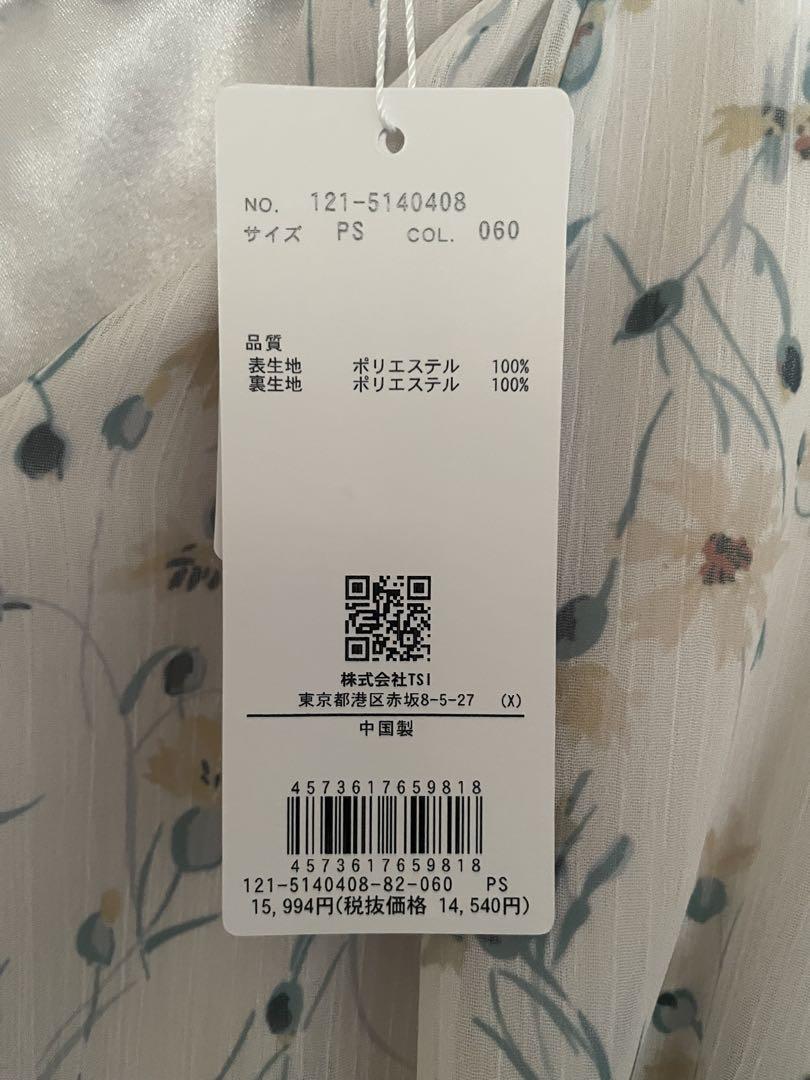 NO. 121-5140408
サイズ PS COL. 060
品質
表生地 ポリエステル 100%
裏生地 ポリエステル 100%
株式会社TSI
東京都港区赤坂8-5-27 (X)
中国製
4573617659818
4573617659818
121-5140408-82-060 PS
15,994円(税抜価格 14,540円)